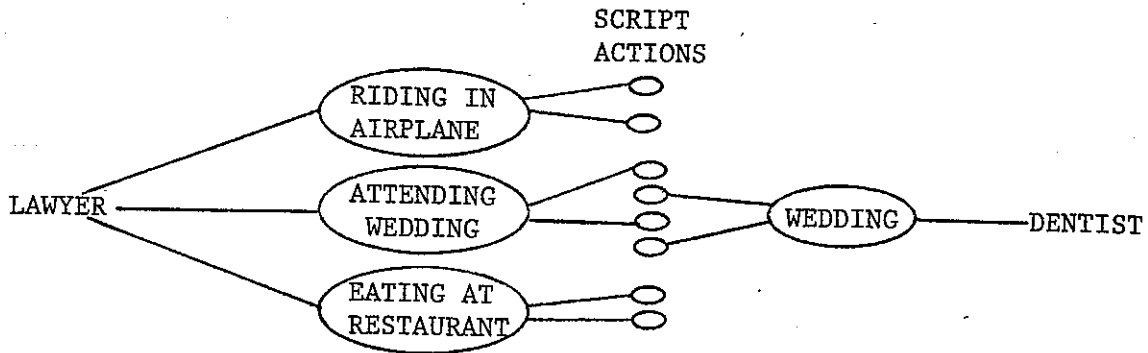 SCRIPT
ACTIONS
RIDING IN
AIRPLANE
LAWYER
ATTENDING
WEDDING
WEDDING
DENTIST
EATING AT
RESTAURANT